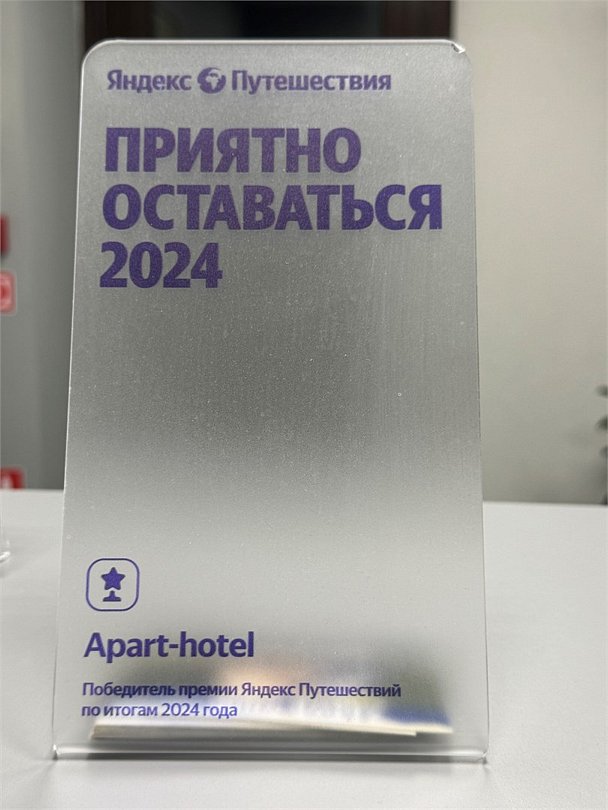 Яндекс Путешествия
ПРИЯТНО
ОСТАВАТЬСЯ
2024
Apart-hotel
Победитель премии Яндекс Путешествий
по итогам 2024 года